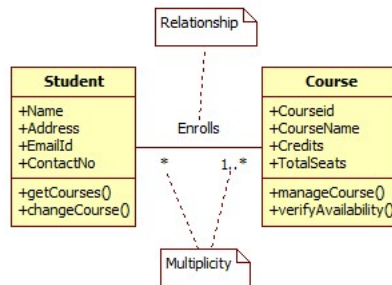 Relationship
Student
+Name
+Address
+EmailId
+ContactNo
+getCourses()
+changeCourse()
Enrolls
*
1..*
Course
+Courseid
+CourseName
+Credits
+TotalSeats
+manageCourse()
+verifyAvailability()
Multiplicity